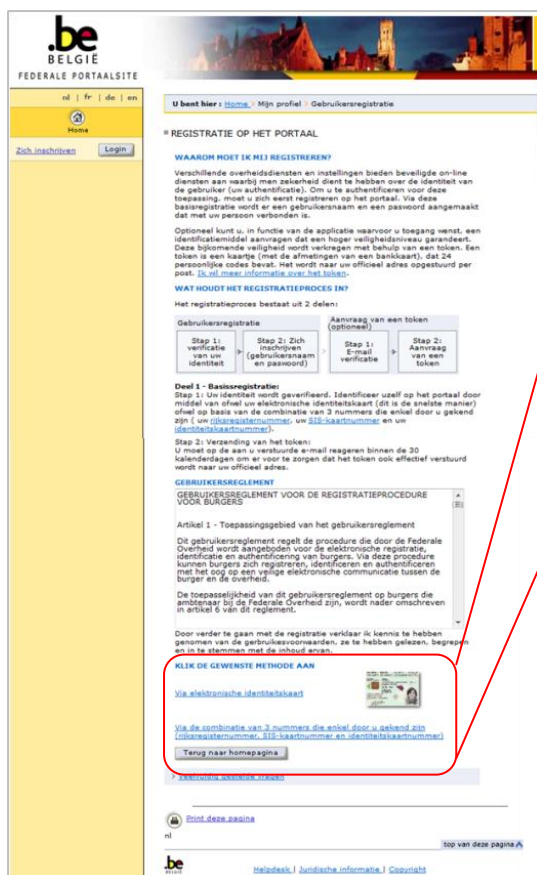 .be
BELGIË
FEDERALE PORTAALSITE
nl | fr | de | en
Home
Zich inschrijven
Login
U bent hier : Home > Mijn profiel > Gebruikersregistratie
REGISTRATIE OP HET PORTAAL
WAAROM MOET IK MIJ REGISTREREN?
Verschillende overheidsdiensten en instellingen bieden beveiligde on-line
diensten aan waarbij men zekerheid dient te hebben over de identiteit van
de gebruiker (uw authentificatie). Om u te authentificeren voor deze
toepassing, moet u zich eerst registreren op het portaal. Via deze
basisregistratie wordt er een gebruikersnaam en een paswoord aangemaakt
dat met uw persoon verbonden is.
Optioneel kunt u, in functie van de applicatie waarvoor u toegang wenst, een
identificatiemiddel aanvragen dat een hoger veiligheidsniveau garandeert.
Deze bijkomende veiligheid wordt verkregen met behulp van een token. Een
token is een kaartje (met de afmetingen van een bankkaart), dat 24
persoonlijke codes bevat. Het wordt naar uw officieel adres opgestuurd per
post. Ik wil meer informatie over het token.
WAT HOUDT HET REGISTRATIEPROCES IN?
Het registratieproces bestaat uit 2 delen:
Gebruikersregistratie
Aanvraag van een token
(optioneel)
Stap 1:
verificatie
van uw
identiteit
Stap 2: Zich
inschrijven
(gebruikersnaam
en paswoord)
Stap 1:
E-mail
verificatie
Stap 2:
Aanvraag
van een
token
Deel 1 - Basissregistratie:
Stap 1: Uw identiteit wordt geverifieerd. Identificeer uzelf op het portaal door
middel van ofwel uw elektronische identiteitskaart (dit is de snelste manier)
ofwel op basis van de combinatie van 3 nummers die enkel door u gekend
zijn ( uw rijksregisternummer, uw SIS-kaartnummer en uw
identiteitskaartnummer).
Stap 2: Verzending van het token:
U moet op de aan u verstuurde e-mail reageren binnen de 30
kalenderdagen om er voor te zorgen dat het token ook effectief verstuurd
wordt naar uw officieel adres.
GEBRUIKERSREGLEMENT
GEBRUIKERSREGLEMENT VOOR DE REGISTRATIEPROCEDURE
VOOR BURGERS
Artikel 1 - Toepassingsgebied van het gebruikersreglement
Dit gebruikersreglement regelt de procedure die door de Federale
Overheid wordt aangeboden voor de elektronische registratie,
identificatie en authentificering van burgers. Via deze procedure
kunnen burgers zich registreren, identificeren en authentificeren
met het oog op een veilige elektronische communicatie tussen de
burger en de overheid.
De toepasselijkheid van dit gebruikersreglement op burgers die
ambtenaar bij de Federale Overheid zijn, wordt nader omschreven
in artikel 6 van dit reglement.
Door verder te gaan met de registratie verklaar ik kennis te hebben
genomen van de gerbuikesvoorwaarden, ze te hebben gelezen, begrepen
en in te stemmen met de inhoud ervan.
KLIK DE GEWENSTE METHODE AAN
Via elektronische identiteitskaart
Via de combinatie van 3 nummers die enkel door u gekend zijn
(rijksregisternummer, SIS-kaartnummer en identiteitskaartnummer)
Terug naar homepagina
> Veelvuldig gestelde vragen
Print deze pagina
nl
top van deze pagina
.be
Helpdesk | Juridische informatie | Copyright